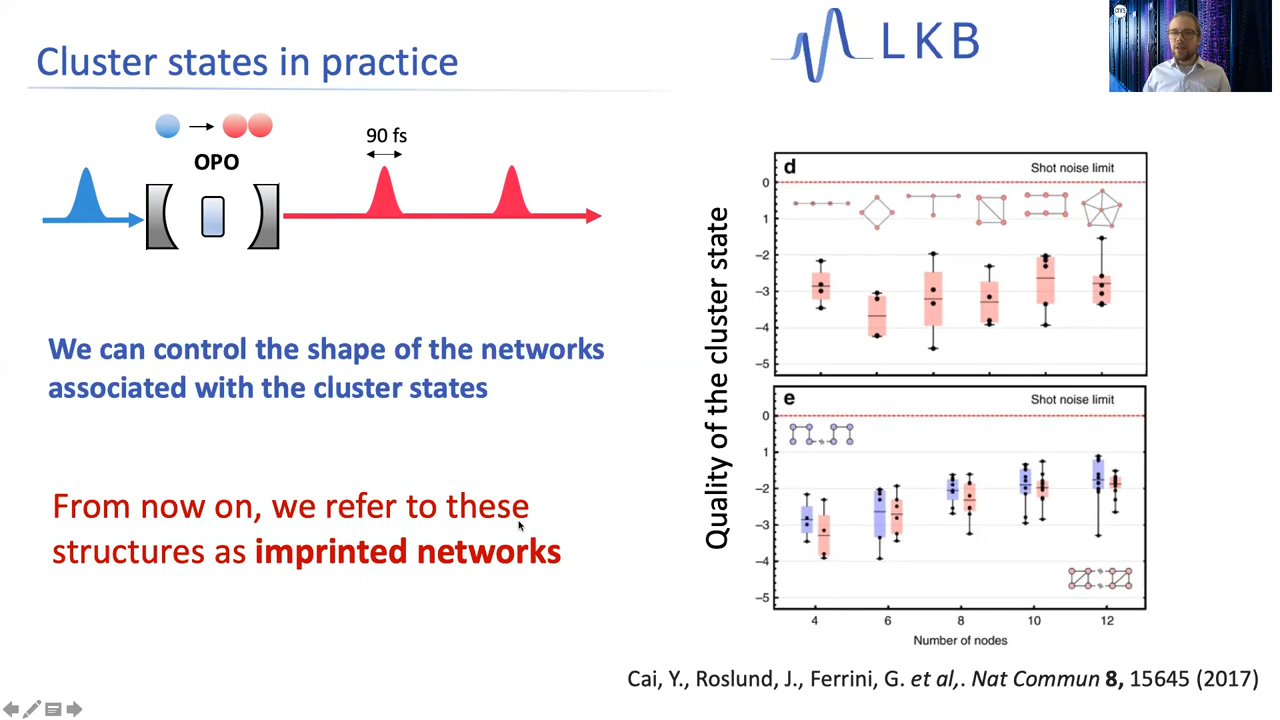 Cluster states in practice
LKB
cnrs
OPO
90 fs
We can control the shape of the networks
associated with the cluster states
From now on, we refer to these
structures as imprinted networks
Quality of the cluster state
d
Shot noise limit
0
1
−2
−3
−4
−5
e
Shot noise limit
0
1
−2
−3
−4
−5
4
6
8
10
12
Number of nodes
Cai, Y., Roslund, J., Ferrini, G. et al,. Nat Commun 8, 15645 (2017)